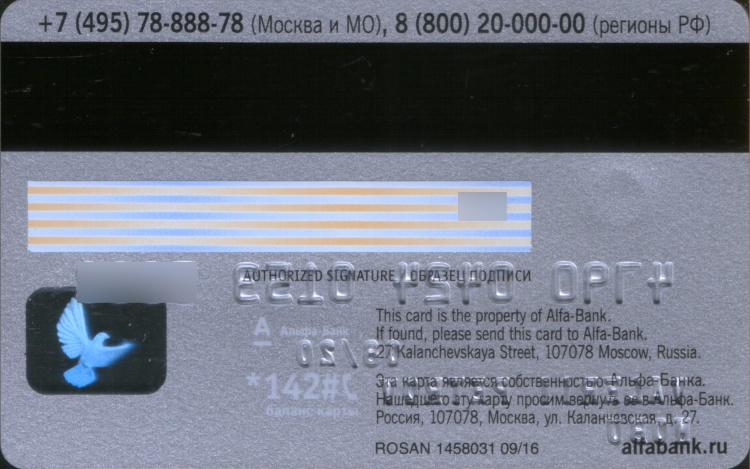 +7 (495) 78-888-78 (Москва и МО), 8 (800) 20-000-00 (регионы РФ)
AUTHORIZED SIGNATURE / ОБРАЗЕЦ ПОДПИСИ
This card is the property of Alfa-Bank.
If found, please send this card to Alfa-Bank.
27 Kalanchevskaya Street, 107078 Moscow, Russia.
А Альфа-Банк
*142#
баланс карты
Эта карта является собственностью Альфа-Банка.
Нашедшего эту карту просим вернуть ее в Альфа-Банк.
Россия, 107078, Москва, ул. Каланчевская, д. 27.
ROSAN 1458031 09/16
alfabank.ru